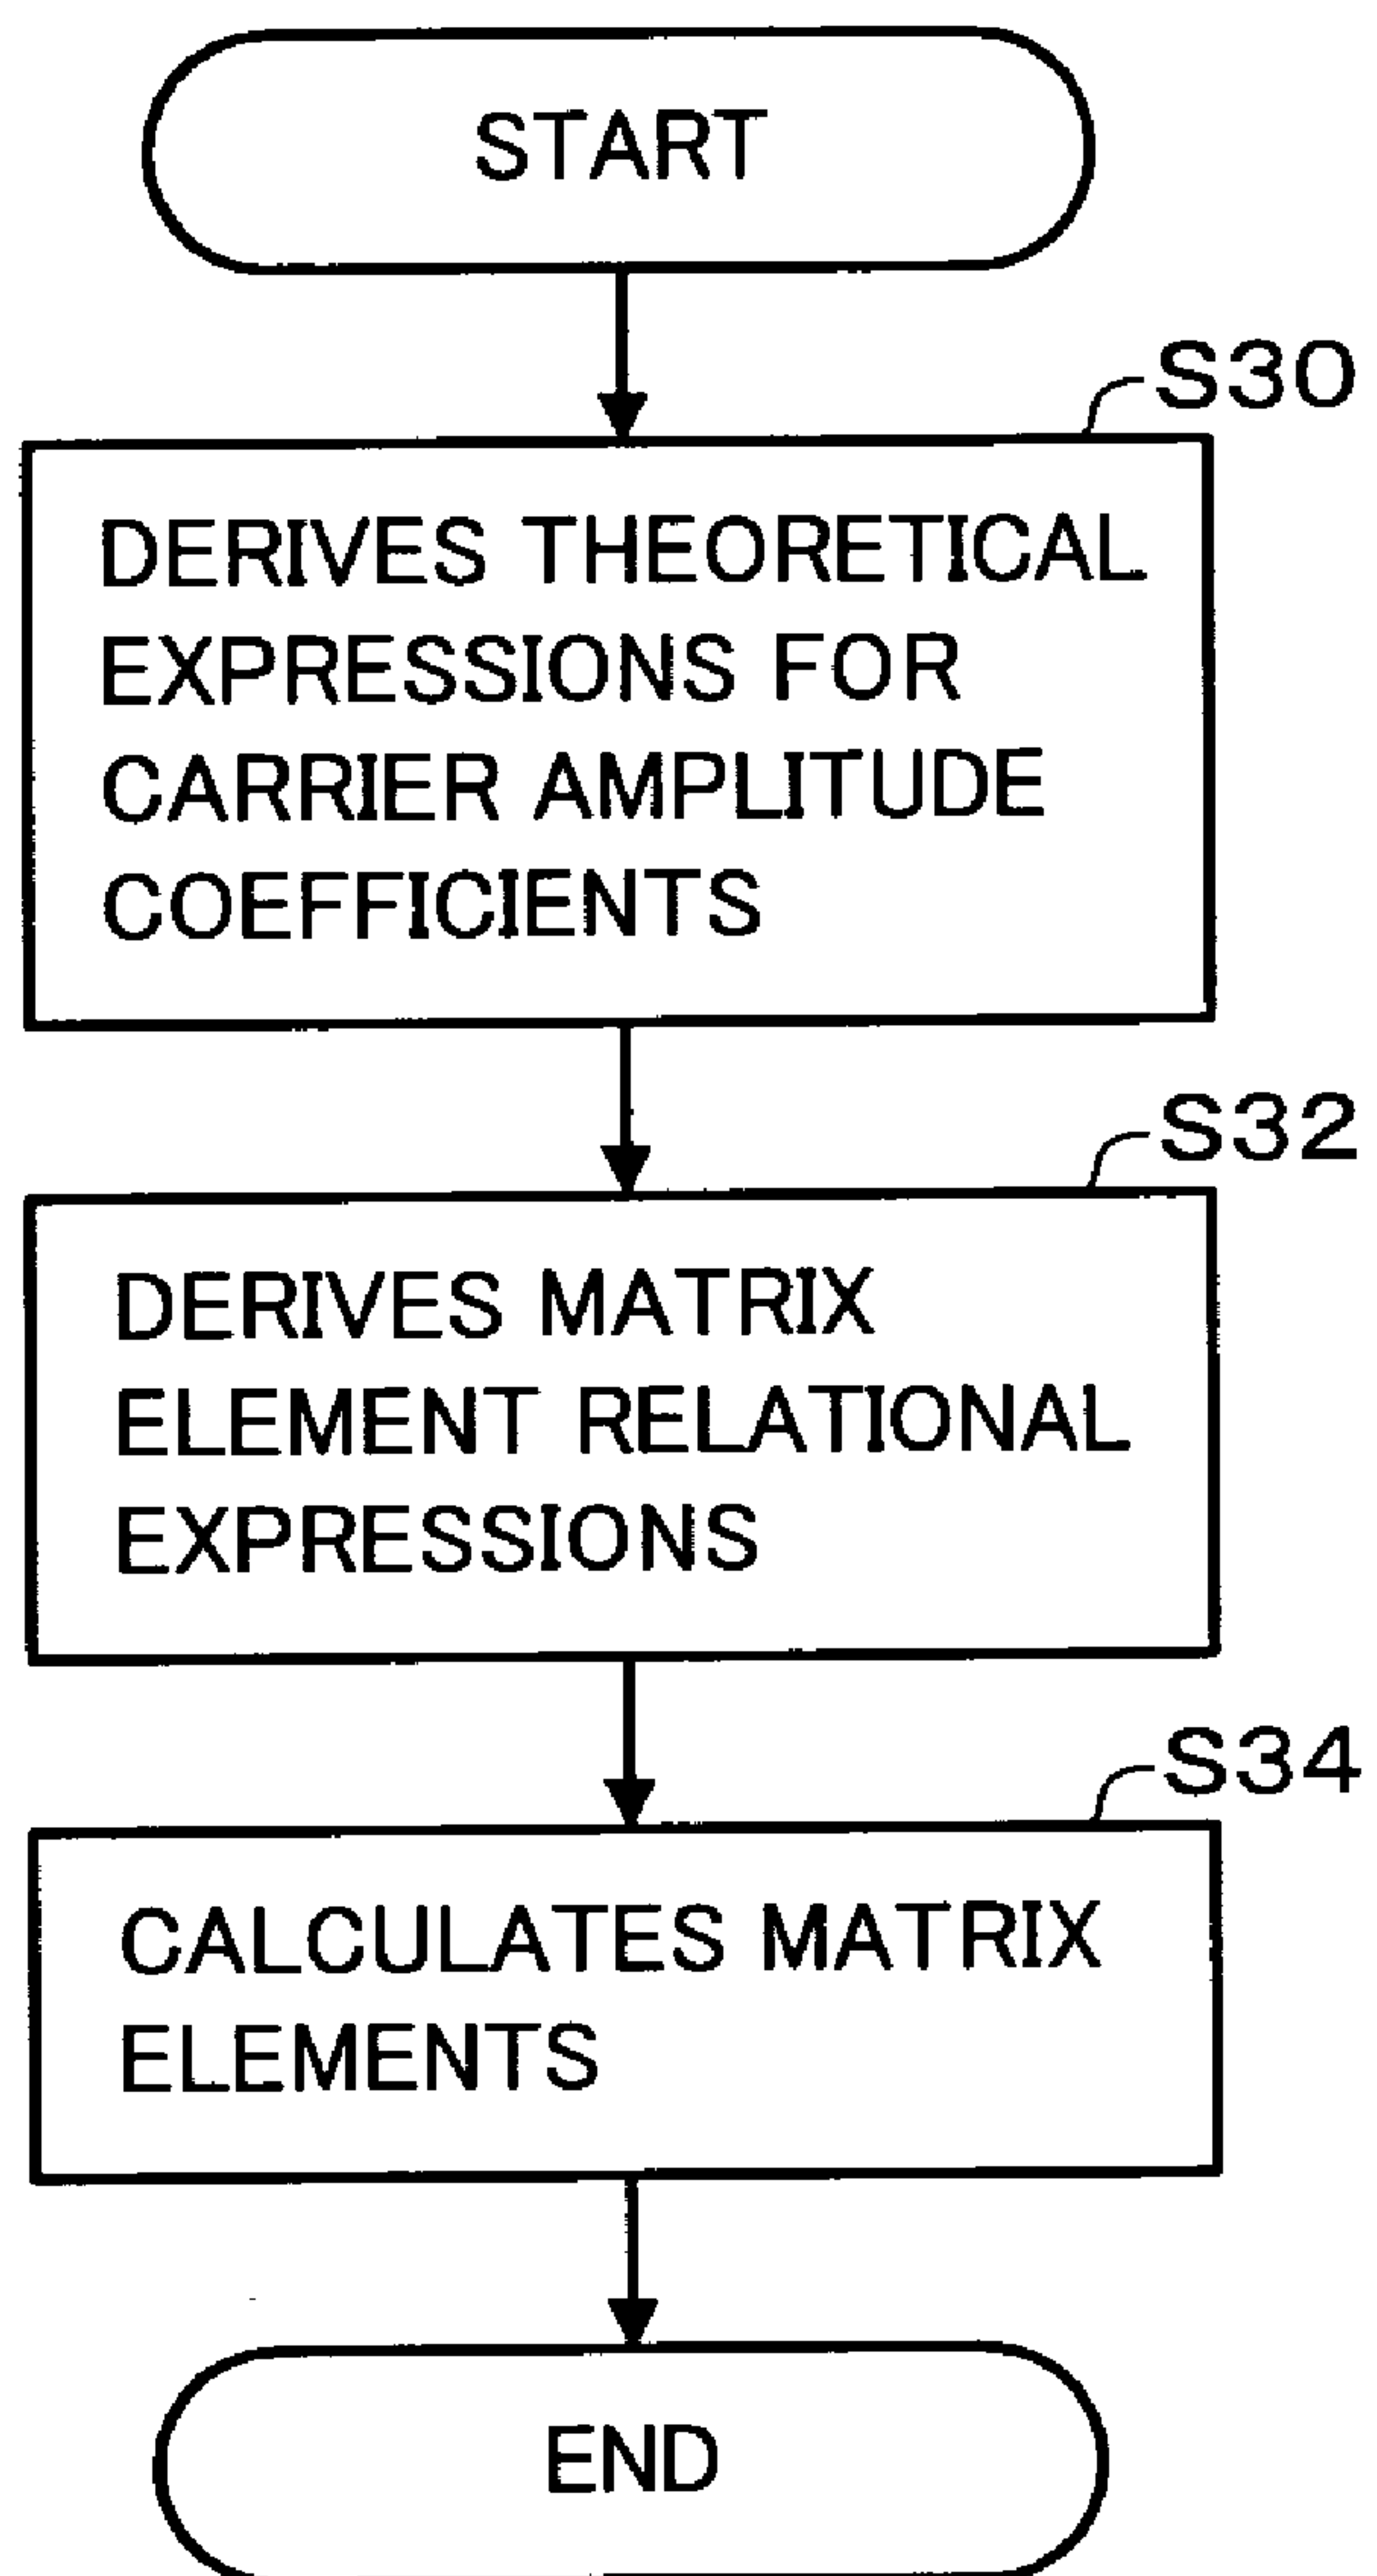 START
S30
DERIVES THEORETICAL
EXPRESSIONS FOR
CARRIER AMPLITUDE
COEFFICIENTS
S32
DERIVES MATRIX
ELEMENT RELATIONAL
EXPRESSIONS
S34
CALCULATES MATRIX
ELEMENTS
END